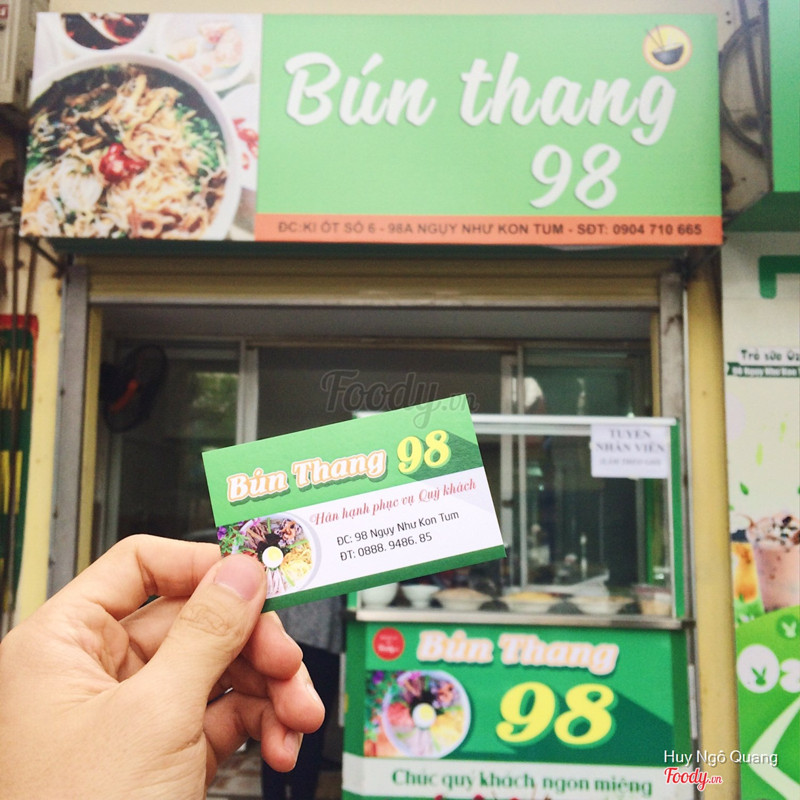 Bún thang
98
ĐC:KI ỐT SỐ 6 - 98A NGỤY NHƯ KON TUM - SĐT: 0904 710 665
Foody.vn
TUYỂN
NHÂN VIÊN
Bún Thang 98
Hân hạnh phục vụ Quý khách
ĐC: 98 Ngụy Như Kon Tum
ĐT: 0888. 9486. 85
Bún Thang
98
Chúc quý khách ngon miệng
Huy Ngô Quang
Foody.vn